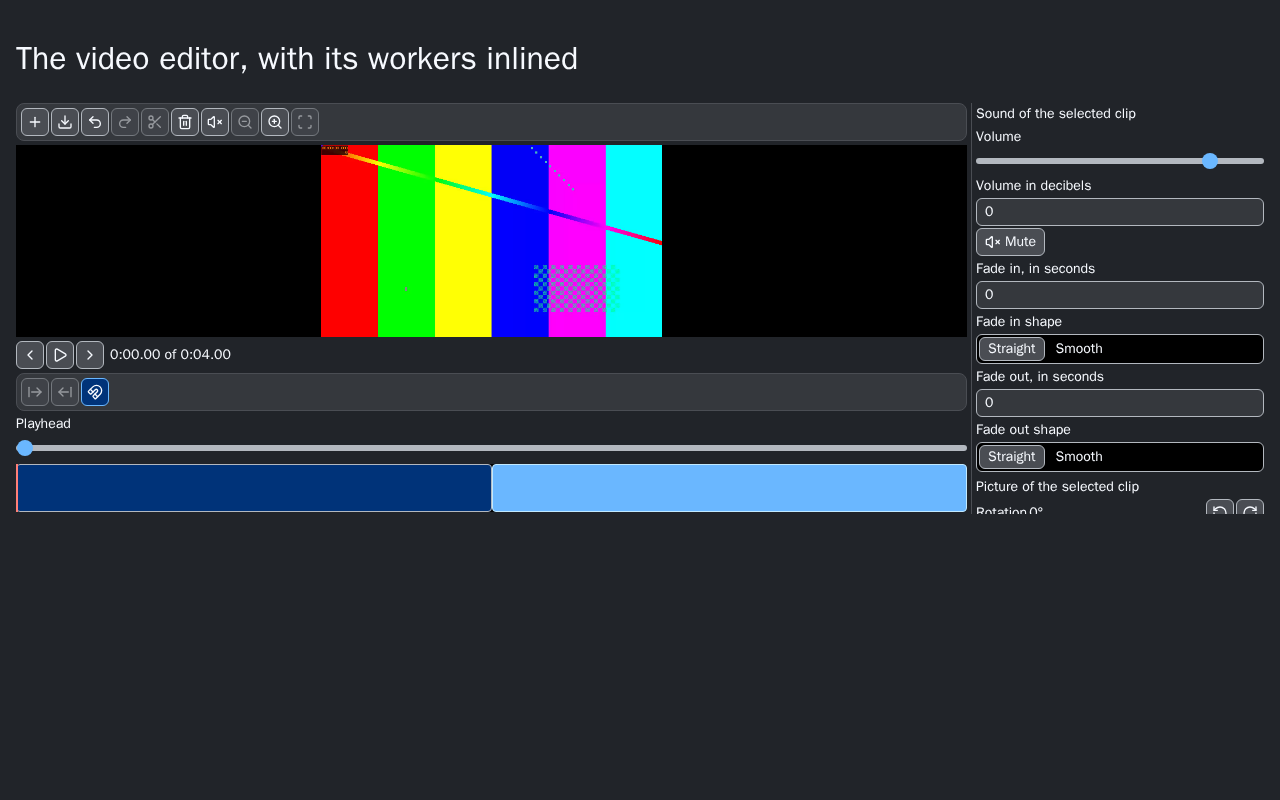 The video editor, with its workers inlined
Sound of the selected clip
Volume
Volume in decibels
0
Mute
Fade in, in seconds
0
Fade in shape
Straight Smooth
Fade out, in seconds
0
Fade out shape
Straight Smooth
Picture of the selected clip
Rotation 0°
0:00.00 of 0:04.00
Playhead